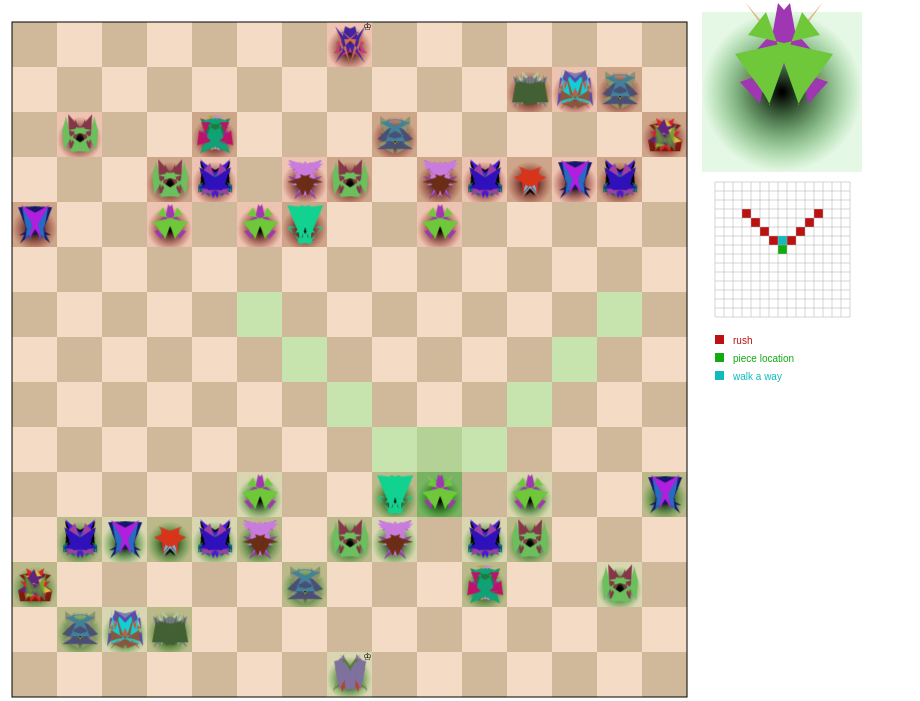 ♔
rush
piece location
walk a way
♔